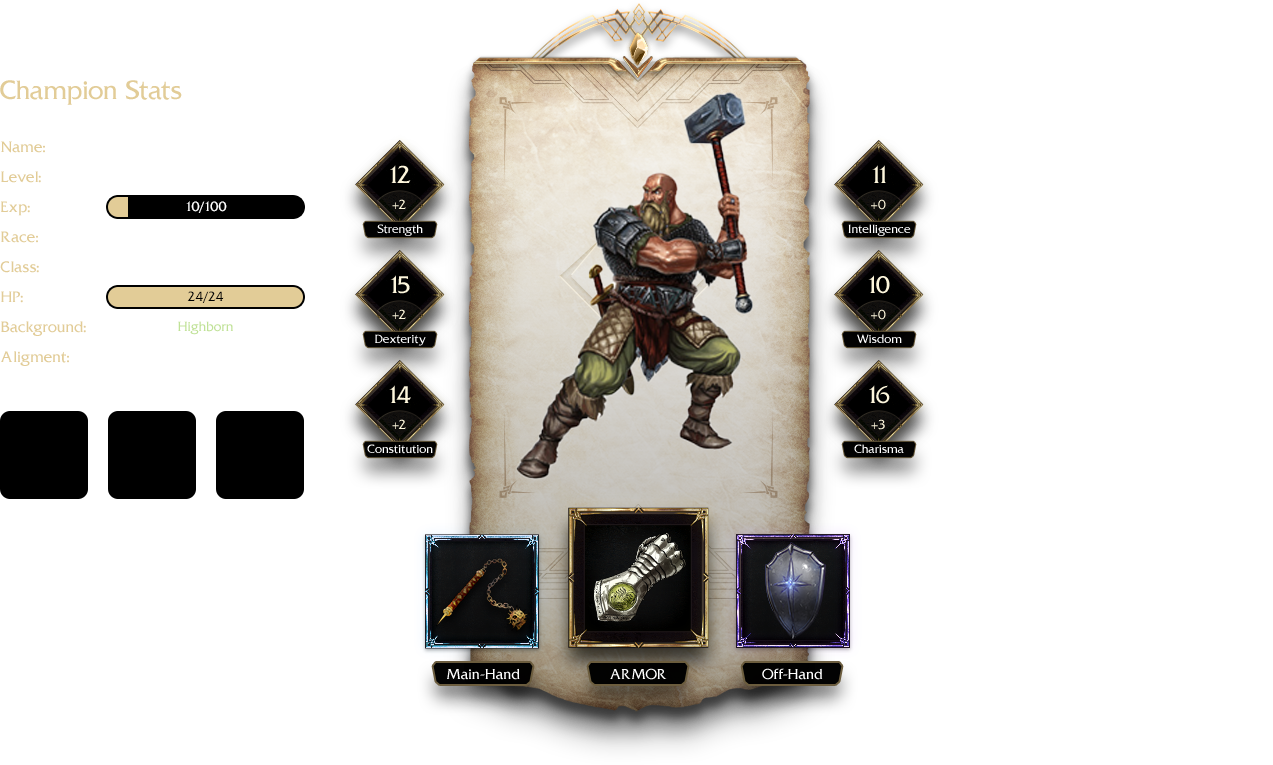 Champion Stats
Name:
Level:
Exp: 10/100
Race:
Class:
HP: 24/24
Background: Highborn
Aligment:
12
+2
Strength
15
+2
Dexterity
14
+2
Constitution
11
+0
Intelligence
10
+0
Wisdom
16
+3
Charisma
Main-Hand
ARMOR
Off-Hand